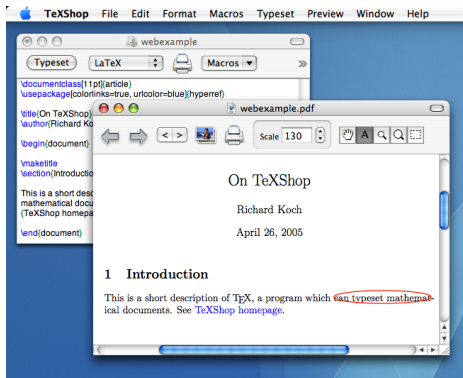 TeXShop File Edit Format Macros Typeset Preview Window Help
webexample
Typeset LaTeX Macros »
\documentclass[11pt]{article}
\usepackage[colorlinks=true, urlcolor=blue]{hyperref}
\title{On TeXShop}
\author{Richard Ko
\begin{document}
\maketitle
\section{Introductio
This is a short desc
mathematical docu
{TeXShop homepa
\end{document}
webexample.pdf
< > Scale 130 A
On TeXShop
Richard Koch
April 26, 2005
1 Introduction
This is a short description of TEX, a program which can typeset mathemat-
ical documents. See TeXShop homepage.